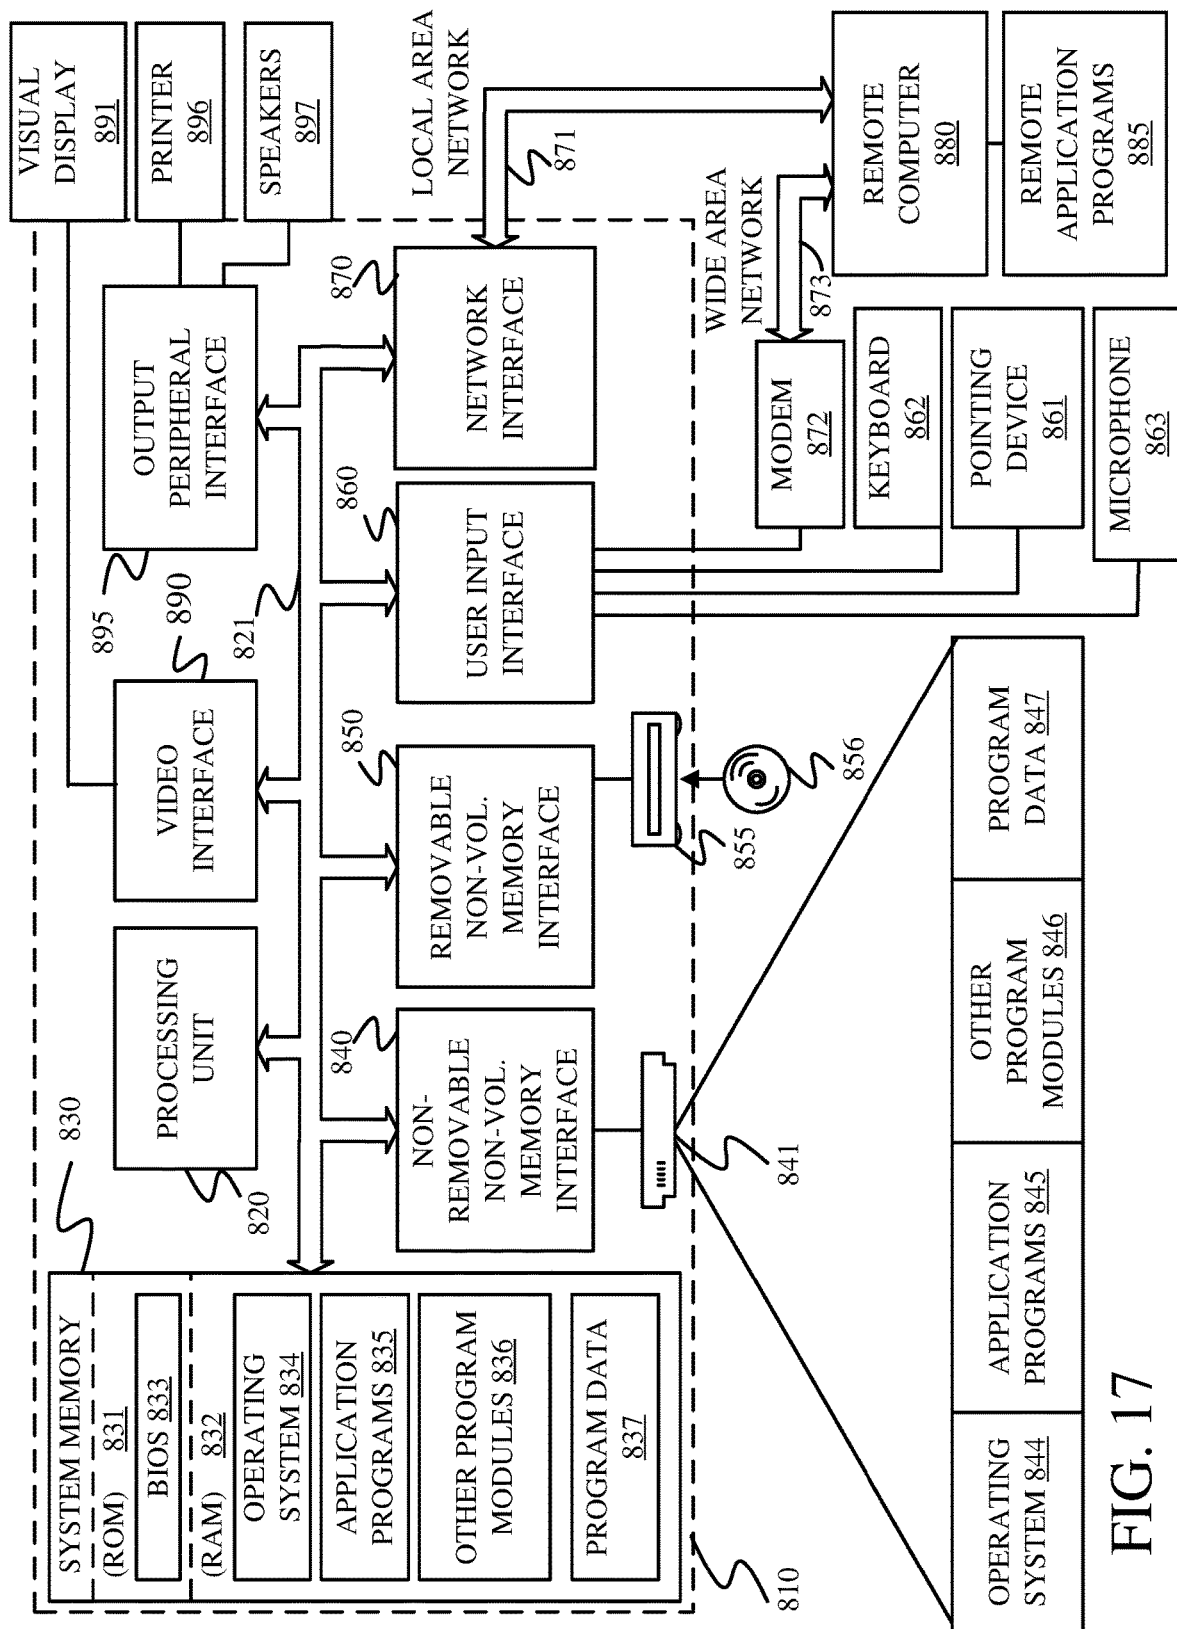 SYSTEM MEMORY
(ROM) 831
BIOS 833
(RAM) 832
OPERATING
SYSTEM 834
APPLICATION
PROGRAMS 835
OTHER PROGRAM
MODULES 836
PROGRAM DATA
837
810
830
PROCESSING
UNIT
820
VIDEO
INTERFACE
890
821
OUTPUT
PERIPHERAL
INTERFACE
895
VISUAL
DISPLAY
891
PRINTER
896
SPEAKERS
897
NON-
REMOVABLE
NON-VOL.
MEMORY
INTERFACE
840
REMOVABLE
NON-VOL.
MEMORY
INTERFACE
850
USER INPUT
INTERFACE
860
NETWORK
INTERFACE
870
LOCAL AREA
NETWORK
871
841
855
856
WIDE AREA
NETWORK
873
MODEM
872
KEYBOARD
862
POINTING
DEVICE
861
MICROPHONE
863
REMOTE
COMPUTER
880
REMOTE
APPLICATION
PROGRAMS
885
OPERATING
SYSTEM 844
APPLICATION
PROGRAMS 845
OTHER
PROGRAM
MODULES 846
PROGRAM
DATA 847
FIG. 17